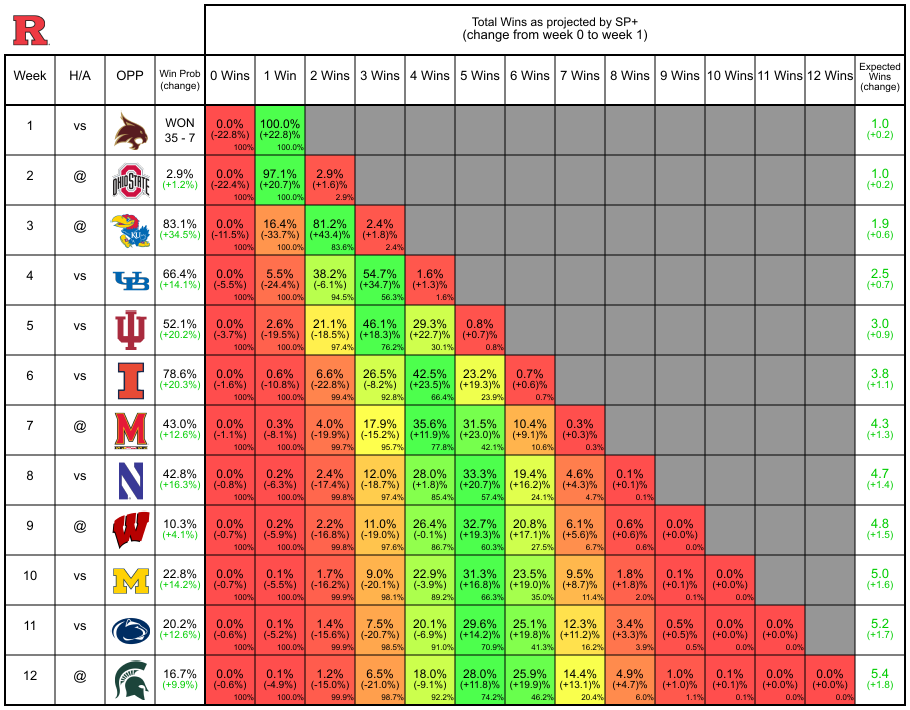 R
Total Wins as projected by SP+
(change from week 0 to week 1)
Week H/A OPP Win Prob (change) 0 Wins 1 Win 2 Wins 3 Wins 4 Wins 5 Wins 6 Wins 7 Wins 8 Wins 9 Wins 10 Wins 11 Wins 12 Wins Expected Wins (change)
1 vs WON 35 - 7 0.0% (-22.8%) 100% 100.0% (+22.8)% 100.0% 1.0 (+0.2)
2 @ OHIO STATE 2.9% (+1.2%) 0.0% (-22.4%) 100% 97.1% (+20.7)% 100.0% 2.9% (+1.6)% 2.9% 1.0 (+0.2)
3 @ KU 83.1% (+34.5%) 0.0% (-11.5%) 100% 16.4% (-33.7%) 100.0% 81.2% (+43.4)% 83.6% 2.4% (+1.8)% 2.4% 1.9 (+0.6)
4 vs UB 66.4% (+14.1%) 0.0% (-5.5%) 100% 5.5% (-24.4%) 100.0% 38.2% (-6.1%) 94.5% 54.7% (+34.7)% 56.3% 1.6% (+1.3)% 1.6% 2.5 (+0.7)
5 vs IU 52.1% (+20.2%) 0.0% (-3.7%) 100% 2.6% (-19.5%) 100.0% 21.1% (-18.5%) 97.4% 46.1% (+18.3)% 76.2% 29.3% (+22.7)% 30.1% 0.8% (+0.7)% 0.8% 3.0 (+0.9)
6 vs I 78.6% (+20.3%) 0.0% (-1.6%) 100% 0.6% (-10.8%) 100.0% 6.6% (-22.8%) 99.4% 26.5% (-8.2%) 92.8% 42.5% (+23.5)% 66.4% 23.2% (+19.3)% 23.9% 0.7% (+0.6)% 0.7% 3.8 (+1.1)
7 @ M 43.0% (+12.6%) 0.0% (-1.1%) 100% 0.3% (-8.1%) 100.0% 4.0% (-19.9%) 99.7% 17.9% (-15.2%) 95.7% 35.6% (+11.9)% 77.8% 31.5% (+23.0)% 42.1% 10.4% (+9.1)% 10.6% 0.3% (+0.3)% 0.3% 4.3 (+1.3)
8 vs N 42.8% (+16.3%) 0.0% (-0.8%) 100% 0.2% (-6.3%) 100.0% 2.4% (-17.4%) 99.8% 12.0% (-18.7%) 97.4% 28.0% (+1.8)% 85.4% 33.3% (+20.7)% 57.4% 19.4% (+16.2)% 24.1% 4.6% (+4.3)% 4.7% 0.1% (+0.1)% 0.1% 4.7 (+1.4)
9 @ W 10.3% (+4.1%) 0.0% (-0.7%) 100% 0.2% (-5.9%) 100.0% 2.2% (-16.8%) 99.8% 11.0% (-19.0%) 97.6% 26.4% (-0.1%) 86.7% 32.7% (+19.3)% 60.3% 20.8% (+17.1)% 27.5% 6.1% (+5.6)% 6.7% 0.6% (+0.6)% 0.6% 0.0% (+0.0)% 0.0% 4.8 (+1.5)
10 vs M 22.8% (+14.2%) 0.0% (-0.7%) 100% 0.1% (-5.5%) 100.0% 1.7% (-16.2%) 99.9% 9.0% (-20.1%) 98.1% 22.9% (-3.9%) 89.2% 31.3% (+16.8)% 66.3% 23.5% (+19.0)% 35.0% 9.5% (+8.7)% 11.4% 1.8% (+1.8)% 2.0% 0.1% (+0.1)% 0.1% 0.0% (+0.0)% 0.0% 5.0 (+1.6)
11 vs 20.2% (+12.6%) 0.0% (-0.6%) 100% 0.1% (-5.2%) 100.0% 1.4% (-15.6%) 99.9% 7.5% (-20.7%) 98.5% 20.1% (-6.9%) 91.0% 29.6% (+14.2)% 70.9% 25.1% (+19.8)% 41.3% 12.3% (+11.2)% 16.2% 3.4% (+3.3)% 3.9% 0.5% (+0.5)% 0.5% 0.0% (+0.0)% 0.0% 0.0% (+0.0)% 0.0% 5.2 (+1.7)
12 @ 16.7% (+9.9%) 0.0% (-0.6%) 100% 0.1% (-4.9%) 100.0% 1.2% (-15.0%) 99.9% 6.5% (-21.0%) 98.7% 18.0% (-9.1%) 92.2% 28.0% (+11.8)% 74.2% 25.9% (+19.9)% 46.2% 14.4% (+13.1)% 20.4% 4.9% (+4.7)% 6.0% 1.0% (+1.0)% 1.1% 0.1% (+0.1)% 0.1% 0.0% (+0.0)% 0.0% 0.0% (+0.0)% 0.0% 5.4 (+1.8)